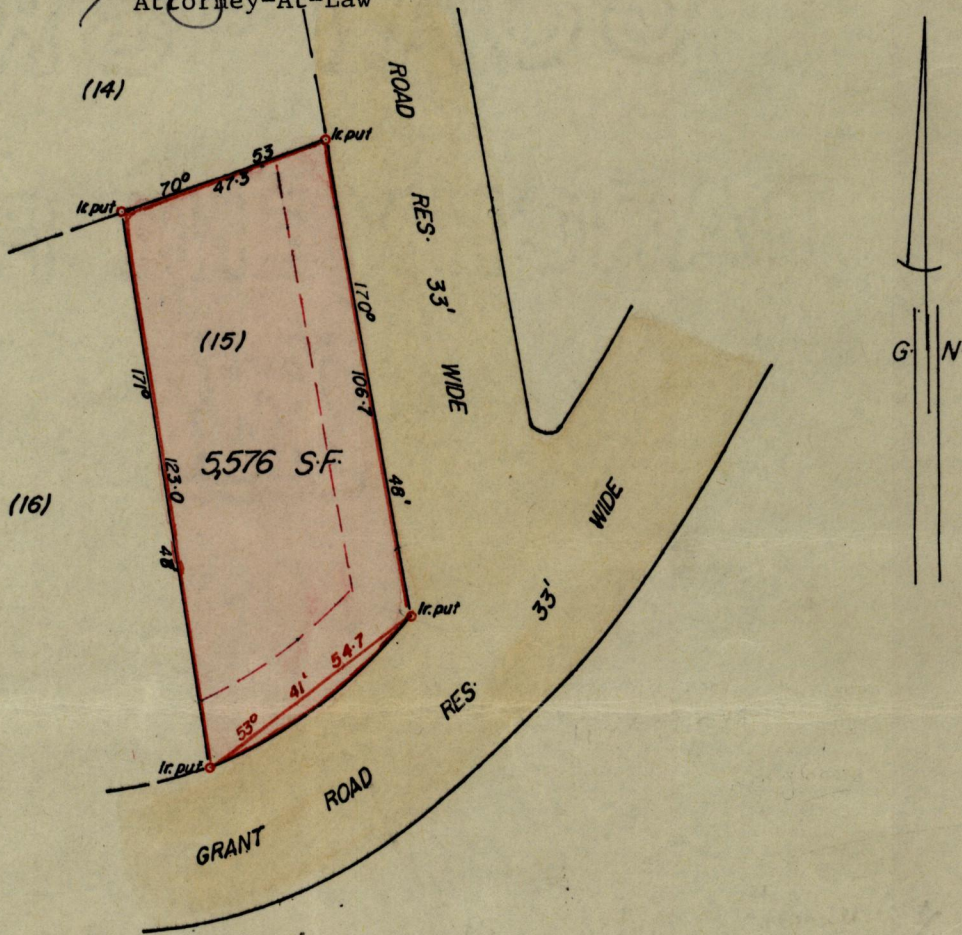 Attorney-At-Law
(14)
Ir. put
53
70°
47.3
Ir. put
ROAD RES. 33' WIDE
(15)
170°
106.7
48'
171°
123.0
48'
5,576 S.F.
(16)
G. N
WIDE
33'
RES.
ROAD
GRANT
Ir. put
54.7
41'
53°
Ir. put